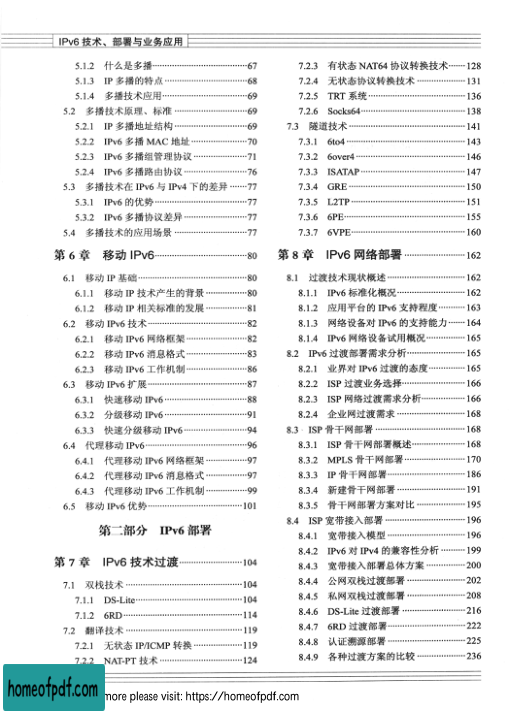 IPv6 技术、部署与业务应用
5.1.2 什么是多播····67
5.1.3 IP 多播的特点····68
5.1.4 多播技术应用····69
5.2 多播技术原理、标准····69
5.2.1 IP 多播地址结构····69
5.2.2 IPv6 多播 MAC 地址····70
5.2.3 IPv6 多播组管理协议····71
5.2.4 IPv6 多播路由协议····76
5.3 多播技术在 IPv6 与 IPv4 下的差异····77
5.3.1 IPv6 的优势····77
5.3.2 IPv6 多播协议差异····77
5.4 多播技术的应用场景····77
第 6 章 移动 IPv6····80
6.1 移动 IP 基础····80
6.1.1 移动 IP 技术产生的背景····80
6.1.2 移动 IP 相关标准的发展····81
6.2 移动 IPv6 技术····82
6.2.1 移动 IPv6 网络框架····82
6.2.2 移动 IPv6 消息格式····83
6.2.3 移动 IPv6 工作机制····86
6.3 移动 IPv6 扩展····87
6.3.1 快速移动 IPv6····88
6.3.2 分级移动 IPv6····91
6.3.3 快速分级移动 IPv6····94
6.4 代理移动 IPv6····96
6.4.1 代理移动 IPv6 网络框架····97
6.4.2 代理移动 IPv6 消息格式····97
6.4.3 代理移动 IPv6 工作机制····99
6.5 移动 IPv6 优势····101
第二部分 IPv6 部署
第 7 章 IPv6 技术过渡····104
7.1 双栈技术····104
7.1.1 DS-Lite····104
7.1.2 6RD····114
7.2 翻译技术····119
7.2.1 无状态 IP/ICMP 转换····119
7.2.2 NAT-PT 技术····124
7.2.3 有状态 NAT64 协议转换技术····128
7.2.4 无状态协议转换技术····131
7.2.5 TRT 系统····136
7.2.6 Socks64····138
7.3 隧道技术····141
7.3.1 6to4····143
7.3.2 6over4····146
7.3.3 ISATAP····147
7.3.4 GRE····150
7.3.5 L2TP····151
7.3.6 6PE····155
7.3.7 6VPE····160
第 8 章 IPv6 网络部署····162
8.1 过渡技术现状概述····162
8.1.1 IPv6 标准化概况····162
8.1.2 应用平台的 IPv6 支持程度····163
8.1.3 网络设备对 IPv6 的支持能力····164
8.1.4 IPv6 网络设备试用概况····165
8.2 IPv6 过渡部署需求分析····165
8.2.1 业界对 IPv6 过渡的态度····165
8.2.2 ISP 过渡业务选择····166
8.2.3 ISP 网络过渡需求分析····166
8.2.4 企业网过渡需求····168
8.3 ISP 骨干网部署····168
8.3.1 ISP 骨干网部署概述····168
8.3.2 MPLS 骨干网部署····170
8.3.3 IP 骨干网部署····186
8.3.4 新建骨干网部署····191
8.3.5 骨干网部署方案对比····195
8.4 ISP 宽带接入部署····196
8.4.1 宽带接入模型····196
8.4.2 IPv6 对 IPv4 的兼容性分析····199
8.4.3 宽带接入部署总体方案····200
8.4.4 公网双栈过渡部署····202
8.4.5 私网双栈过渡部署····208
8.4.6 DS-Lite 过渡部署····216
8.4.7 6RD 过渡部署····222
8.4.8 认证溯源部署····225
8.4.9 各种过渡方案的比较····236
homeofpdf.com
more please visit: https://homeofpdf.com